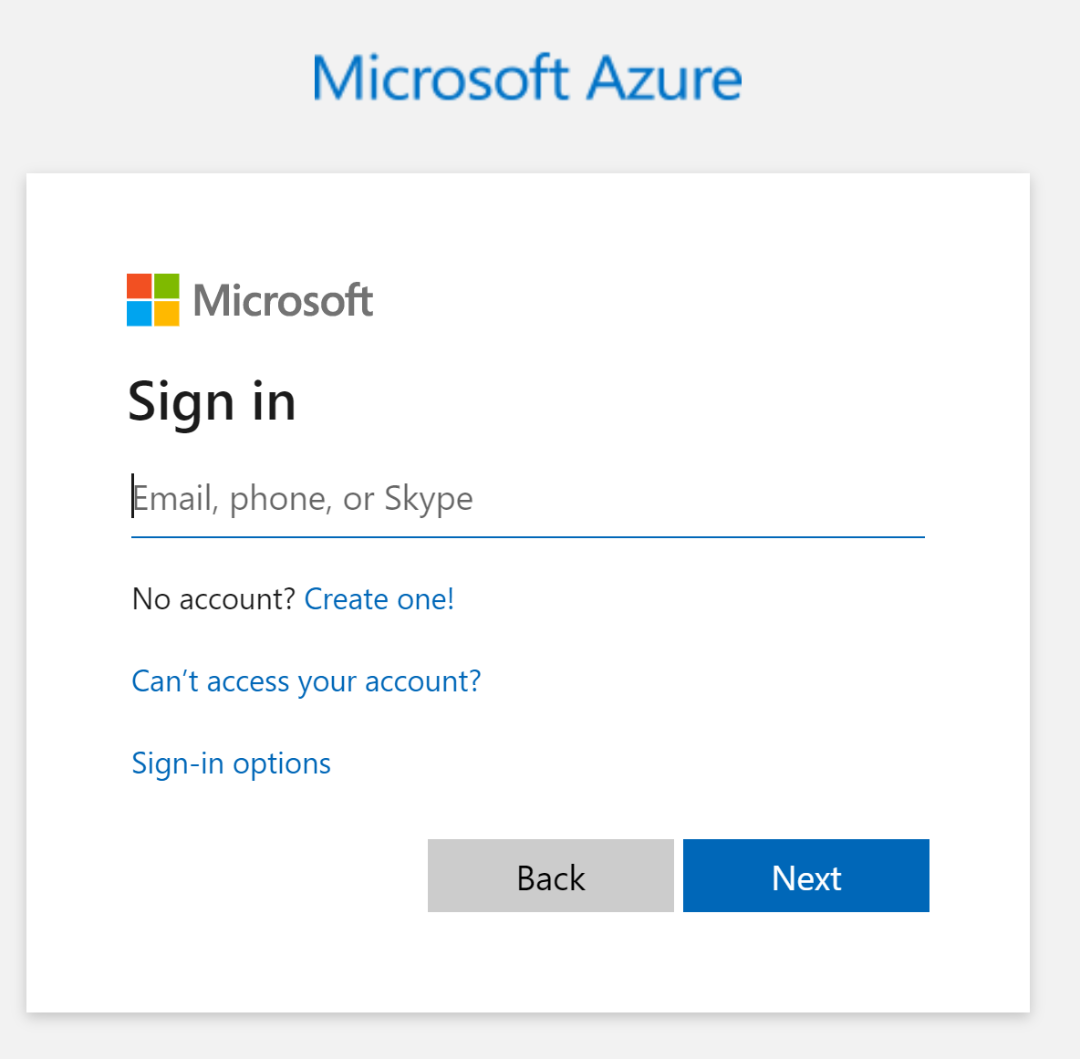 Microsoft Azure
Microsoft
Sign in
Email, phone, or Skype
No account? Create one!
Can't access your account?
Sign-in options
Back Next